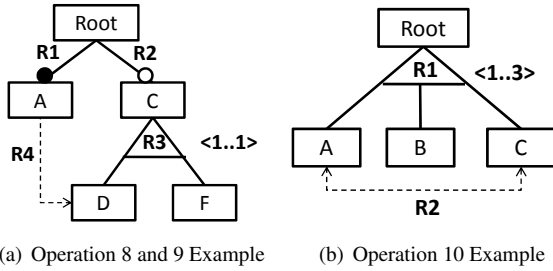 Root
R1
R2
A
C
R3
<1..1>
R4
D
F
(a) Operation 8 and 9 Example
Root
R1
<1..3>
A
B
C
R2
(b) Operation 10 Example